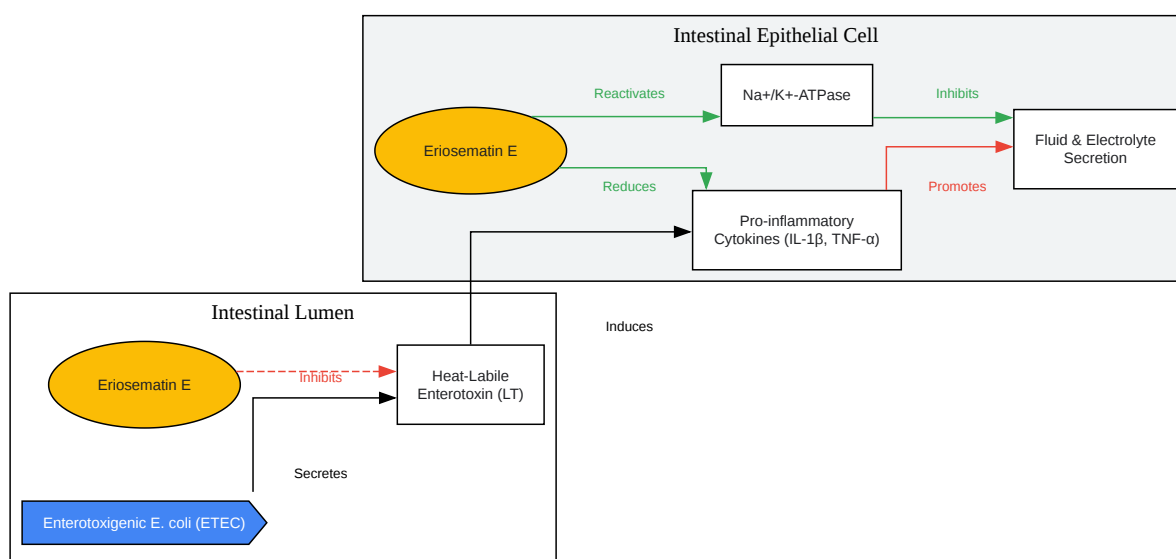 Intestinal Epithelial Cell
Reactivates
Na+/K+-ATPase
Inhibits
Eriosematin E
Fluid & Electrolyte
Secretion
Reduces
Promotes
Pro-inflammatory
Cytokines (IL-1β, TNF-α)
Intestinal Lumen
Induces
Eriosematin E
Inhibits
Heat-Labile
Enterotoxin (LT)
Secretes
Enterotoxigenic E. coli (ETEC)